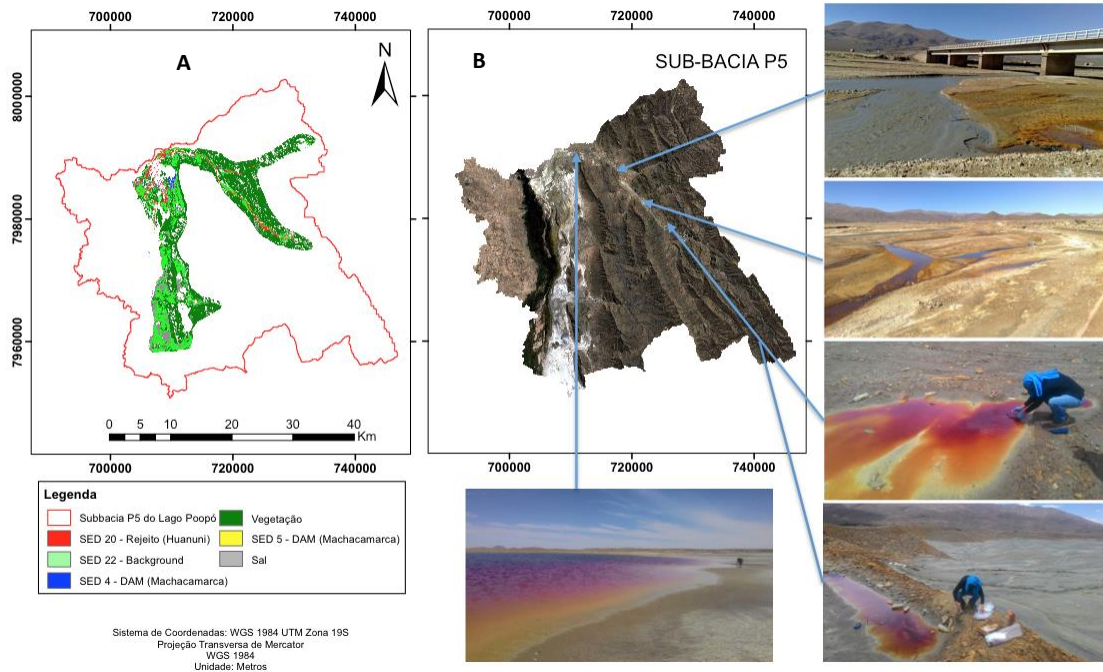 700000 720000 740000
A
N
8000000
7980000
7960000
0 5 10 20 30 40
Km
700000 720000 740000
Legenda
Subbacia P5 do Lago Poopó
SED 20 - Rejeito (Huanuni)
SED 22 - Background
SED 4 - DAM (Machacamarca)
Vegetação
SED 5 - DAM (Machacamarca)
Sal
Sistema de Coordenadas: WGS 1984 UTM Zona 19S
Projeção Transversa de Mercator
WGS 1984
Unidade: Metros
700000 720000 740000
B
SUB-BACIA P5
700000 720000 740000